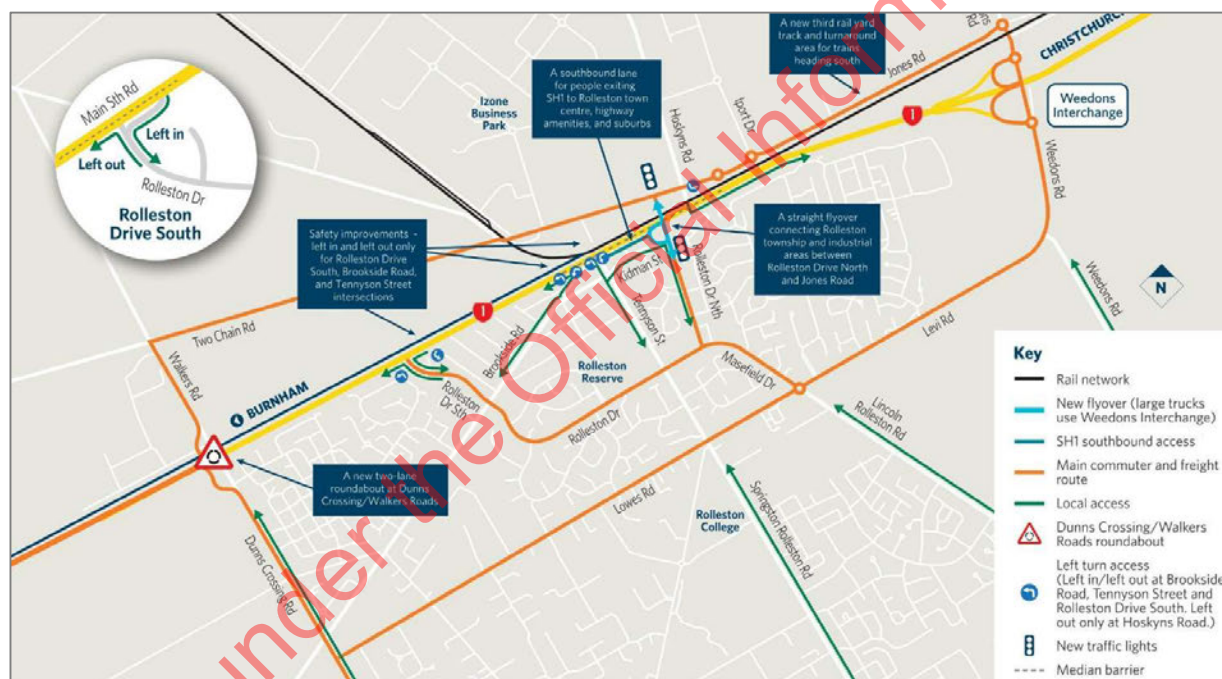 Main Sth Rd
Left in
Left out
Rolleston Dr
Rolleston
Drive South
Izone
Business
Park
A southbound lane
for people exiting
SH1 to Rolleston town
centre, highway
amenities, and suburbs
A new third rail yard
track and turnaround
area for trains
heading south
Hoskyns Rd
Iport Dr
Jones Rd
Rd
CHRISTCHURCH
1
Weedons
Interchange
Weedons Rd
Weedons Rd
N
Safety improvements -
left in and left out only
for Rolleston Drive
South, Brookside Road,
and Tennyson Street
intersections
A straight flyover
connecting Rolleston
township and industrial
areas between
Rolleston Drive North
and Jones Road
Kidman St
Tennyson St
Rolleston Dr Nth
Brookside Rd
1
Two Chain Rd
Walkers Rd
BURNHAM
Rolleston
Dr Sth
Rolleston
Reserve
Rolleston Dr
Masefield Dr
Levi Rd
Lincoln
Rolleston Rd
A new two-lane
roundabout at Dunns
Crossing/Walkers Roads
Lowes Rd
Rolleston
College
Springston Rolleston Rd
Dunns Crossing Rd
Key
Rail network
New flyover (large trucks
use Weedons Interchange)
SH1 southbound access
Main commuter and freight
route
Local access
Dunns Crossing/Walkers
Roads roundabout
Left turn access
(Left in/left out at Brookside
Road, Tennyson Street and
Rolleston Drive South. Left
out only at Hoskyns Road.)
New traffic lights
Median barrier
under the Official Inform